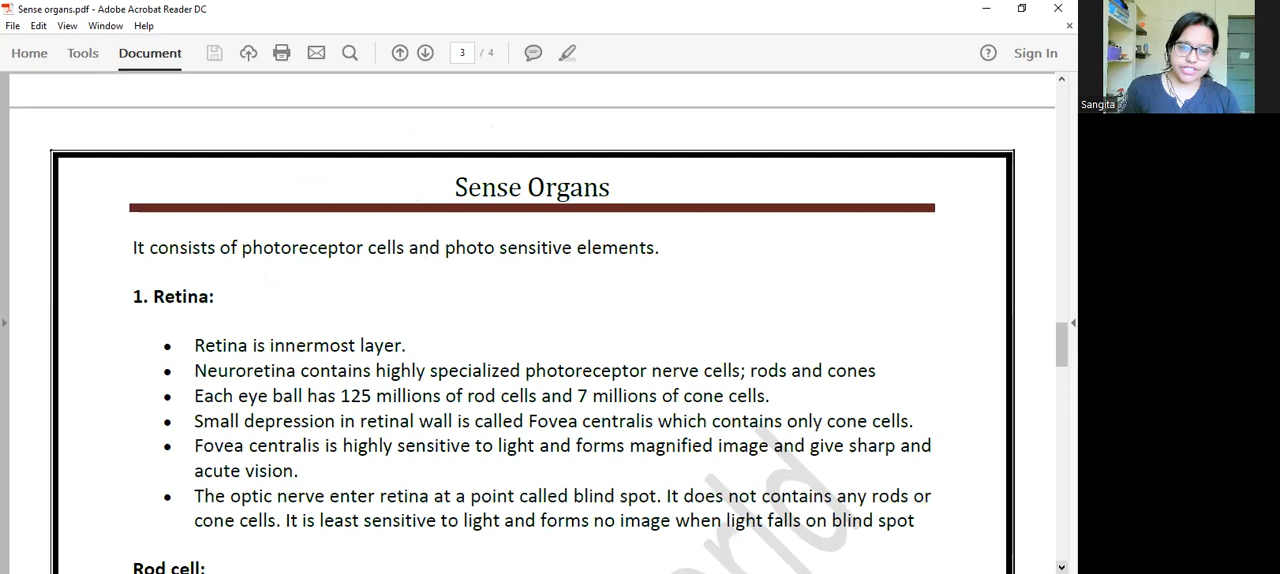 Sense organs.pdf - Adobe Acrobat Reader DC
File Edit View Window Help
Home Tools Document 3 / 4 Sign In
Sangita
Sense Organs
It consists of photoreceptor cells and photo sensitive elements.
1. Retina:
• Retina is innermost layer.
• Neuroretina contains highly specialized photoreceptor nerve cells; rods and cones
• Each eye ball has 125 millions of rod cells and 7 millions of cone cells.
• Small depression in retinal wall is called Fovea centralis which contains only cone cells.
• Fovea centralis is highly sensitive to light and forms magnified image and give sharp and
acute vision.
• The optic nerve enter retina at a point called blind spot. It does not contains any rods or
cone cells. It is least sensitive to light and forms no image when light falls on blind spot
Rod cell: